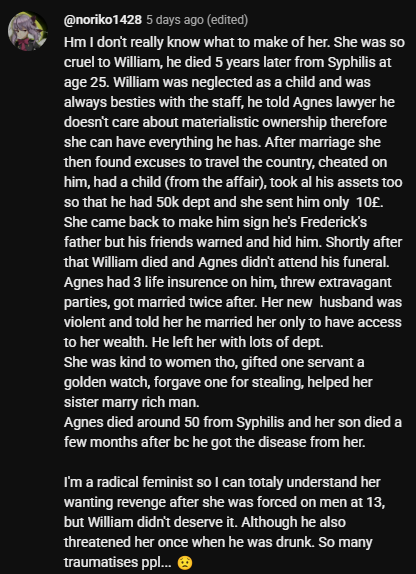 @noriko1428 5 days ago (edited)
Hm I don't really know what to make of her. She was so
cruel to William, he died 5 years later from Syphilis at
age 25. William was neglected as a child and was
always besties with the staff, he told Agnes lawyer he
doesn't care about materialistic ownership therefore
she can have everything he has. After marriage she
then found excuses to travel the country, cheated on
him, had a child (from the affair), took al his assets too
so that he had 50k dept and she sent him only  10£.
She came back to make him sign he's Frederick's
father but his friends warned and hid him. Shortly after
that William died and Agnes didn't attend his funeral.
Agnes had 3 life insurence on him, threw extravagant
parties, got married twice after. Her new  husband was
violent and told her he married her only to have access
to her wealth. He left her with lots of dept.
She was kind to women tho, gifted one servant a
golden watch, forgave one for stealing, helped her
sister marry rich man.
Agnes died around 50 from Syphilis and her son died a
few months after bc he got the disease from her.

I'm a radical feminist so I can totaly understand her
wanting revenge after she was forced on men at 13,
but William didn't deserve it. Although he also
threatened her once when he was drunk. So many
traumatises ppl... 😟